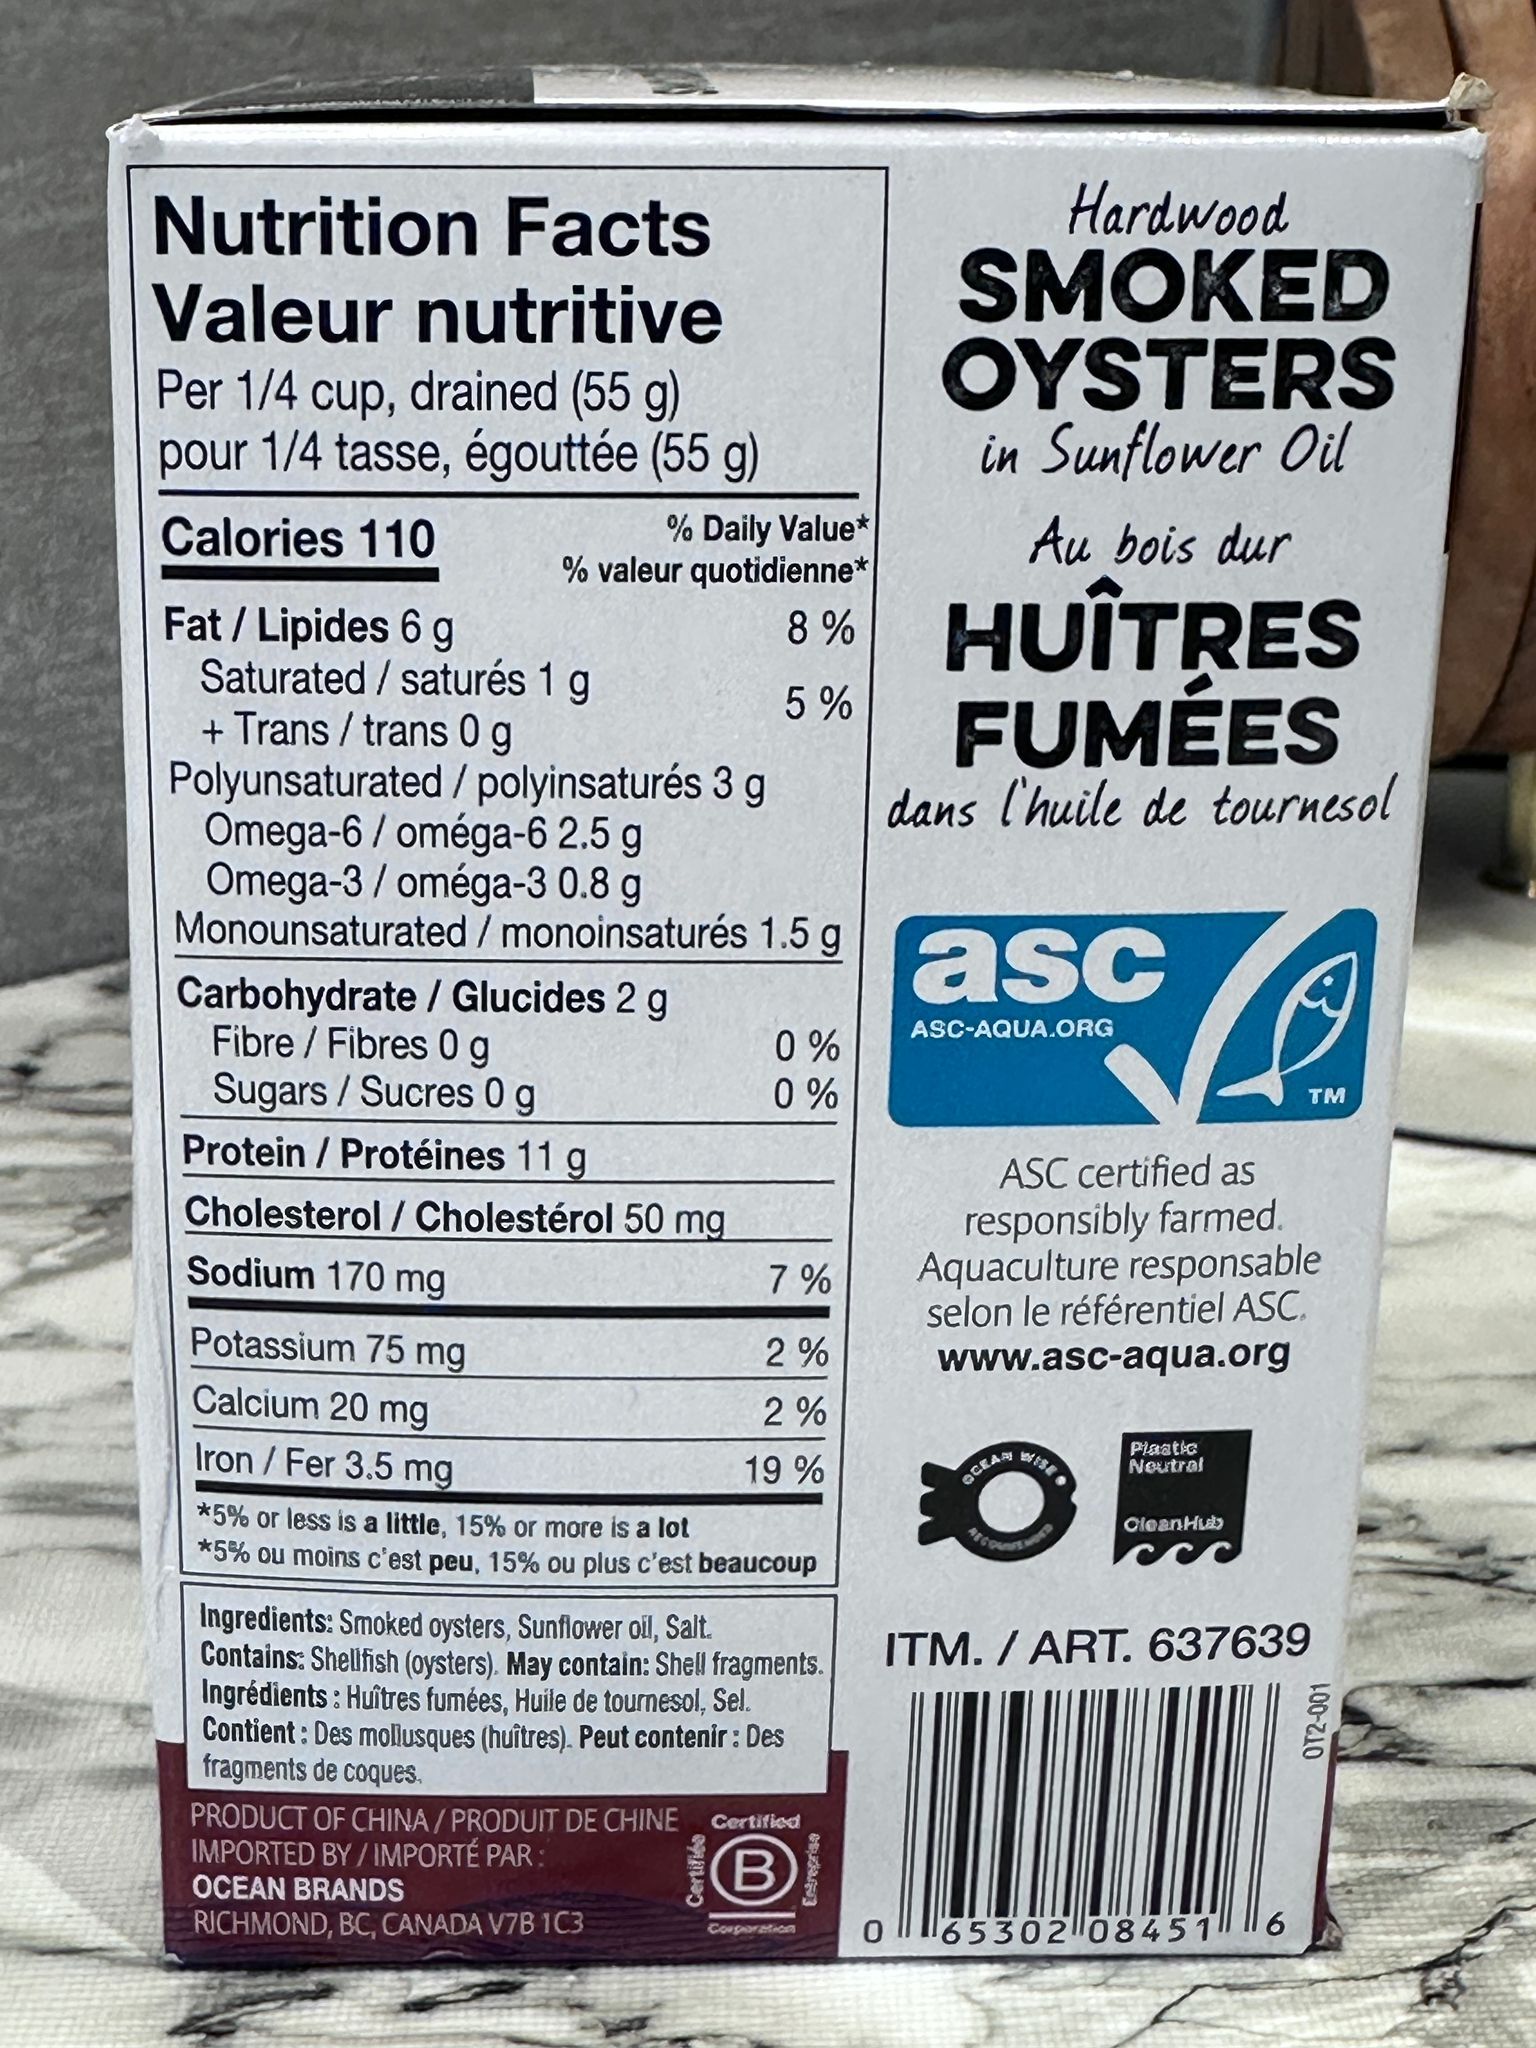 Nutrition Facts
Valeur nutritive
Per 1/4 cup, drained (55 g)
pour 1/4 tasse, égouttée (55 g)
Calories 110
% Daily Value*
% valeur quotidienne*
Fat / Lipides 6 g 8 %
Saturated / saturés 1 g
+ Trans / trans 0 g 5 %
Polyunsaturated / polyinsaturés 3 g
Omega-6 / oméga-6 2.5 g
Omega-3 / oméga-3 0.8 g
Monounsaturated / monoinsaturés 1.5 g
Carbohydrate / Glucides 2 g
Fibre / Fibres 0 g 0 %
Sugars / Sucres 0 g 0 %
Protein / Protéines 11 g
Cholesterol / Cholestérol 50 mg
Sodium 170 mg 7 %
Potassium 75 mg 2 %
Calcium 20 mg 2 %
Iron / Fer 3.5 mg 19 %
*5% or less is a little, 15% or more is a lot
*5% ou moins c'est peu, 15% ou plus c'est beaucoup
Ingredients: Smoked oysters, Sunflower oil, Salt.
Contains: Shellfish (oysters). May contain: Shell fragments.
Ingrédients : Huîtres fumées, Huile de tournesol, Sel.
Contient : Des mollusques (huîtres). Peut contenir : Des
fragments de coques.
PRODUCT OF CHINA / PRODUIT DE CHINE
IMPORTED BY / IMPORTÉ PAR :
OCEAN BRANDS
RICHMOND, BC, CANADA V7B 1C3
Certified
Certifiée
B
Entreprise
Corporation
Hardwood
SMOKED
OYSTERS
in Sunflower Oil
Au bois dur
HUÎTRES
FUMÉES
dans l'huile de tournesol
asc
ASC-AQUA.ORG
TM
ASC certified as
responsibly farmed.
Aquaculture responsable
selon le référentiel ASC.
www.asc-aqua.org
OCEAN WISE
RECOMMENDED
Plastic
Neutral
CleanHub
ITM. / ART. 637639
OT2-001
0 65302 08451 6